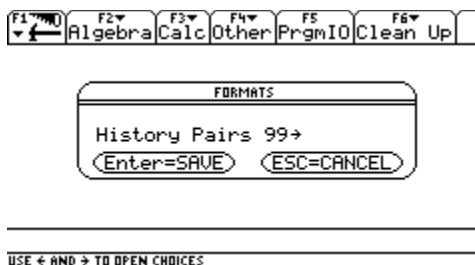 F1 F2 F3 F4 F5 F6
Algebra Calc Other PrgmIO Clean Up
FORMATS
History Pairs 99→
Enter=SAVE ESC=CANCEL
USE ← AND → TO OPEN CHOICES